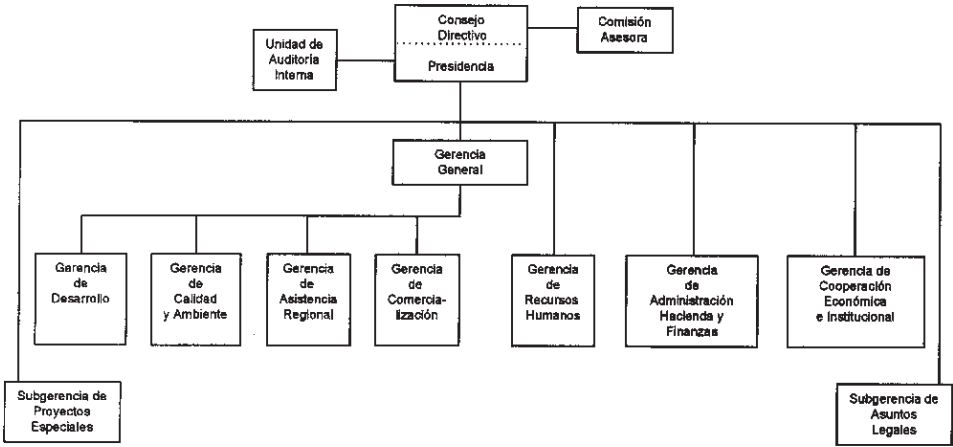 Consejo
Directivo
Presidencia
Comisión
Asesora
Unidad de
Auditoría
Interna
Gerencia
General
Gerencia
de
Desarrollo
Gerencia
de
Calidad
y Ambiente
Gerencia
de
Asistencia
Regional
Gerencia
de
Comercia-
lización
Gerencia
de
Recursos
Humanos
Gerencia
de
Administración
Hacienda y
Finanzas
Gerencia de
Cooperación
Económica
e Institucional
Subgerencia de
Proyectos
Especiales
Subgerencia de
Asuntos
Legales